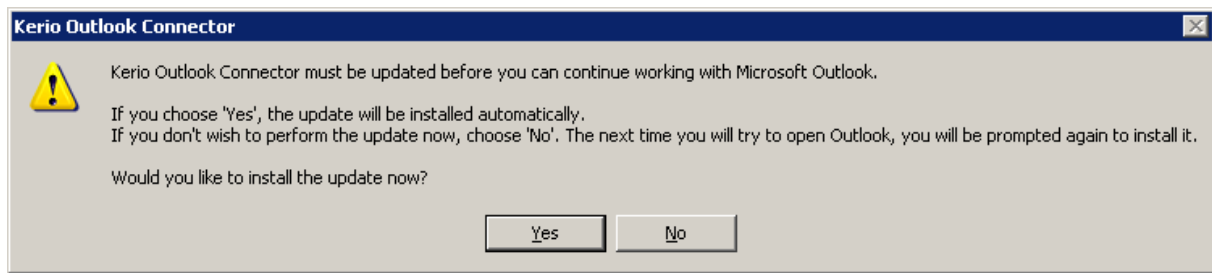 Kerio Outlook Connector
Kerio Outlook Connector must be updated before you can continue working with Microsoft Outlook.
If you choose 'Yes', the update will be installed automatically.
If you don't wish to perform the update now, choose 'No'. The next time you will try to open Outlook, you will be prompted again to install it.
Would you like to install the update now?
Yes No